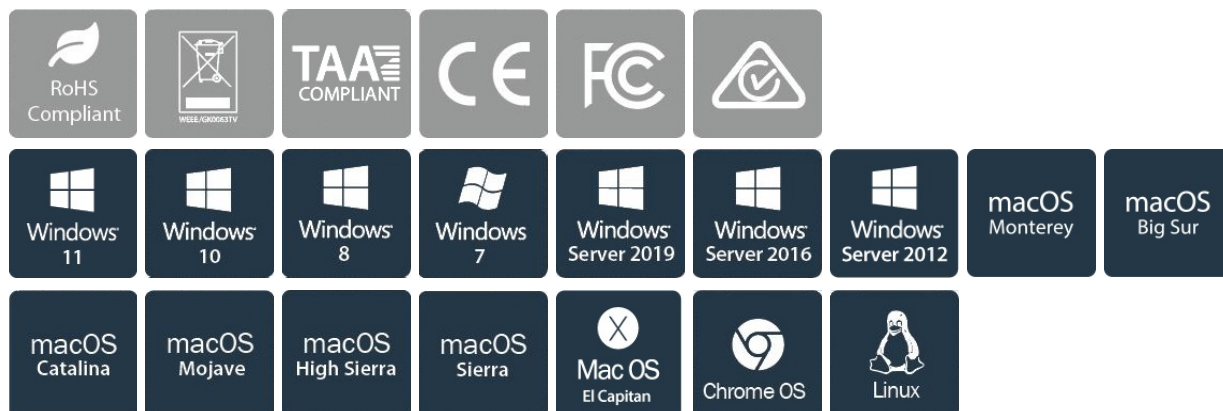 RoHS
Compliant
WEEE/GK0063TV
TAA
COMPLIANT
CE
FC
Windows
11
Windows
10
Windows
8
Windows
7
Windows
Server 2019
Windows
Server 2016
Windows
Server 2012
macOS
Monterey
macOS
Big Sur
macOS
Catalina
macOS
Mojave
macOS
High Sierra
macOS
Sierra
X
Mac OS
El Capitan
Chrome OS
Linux